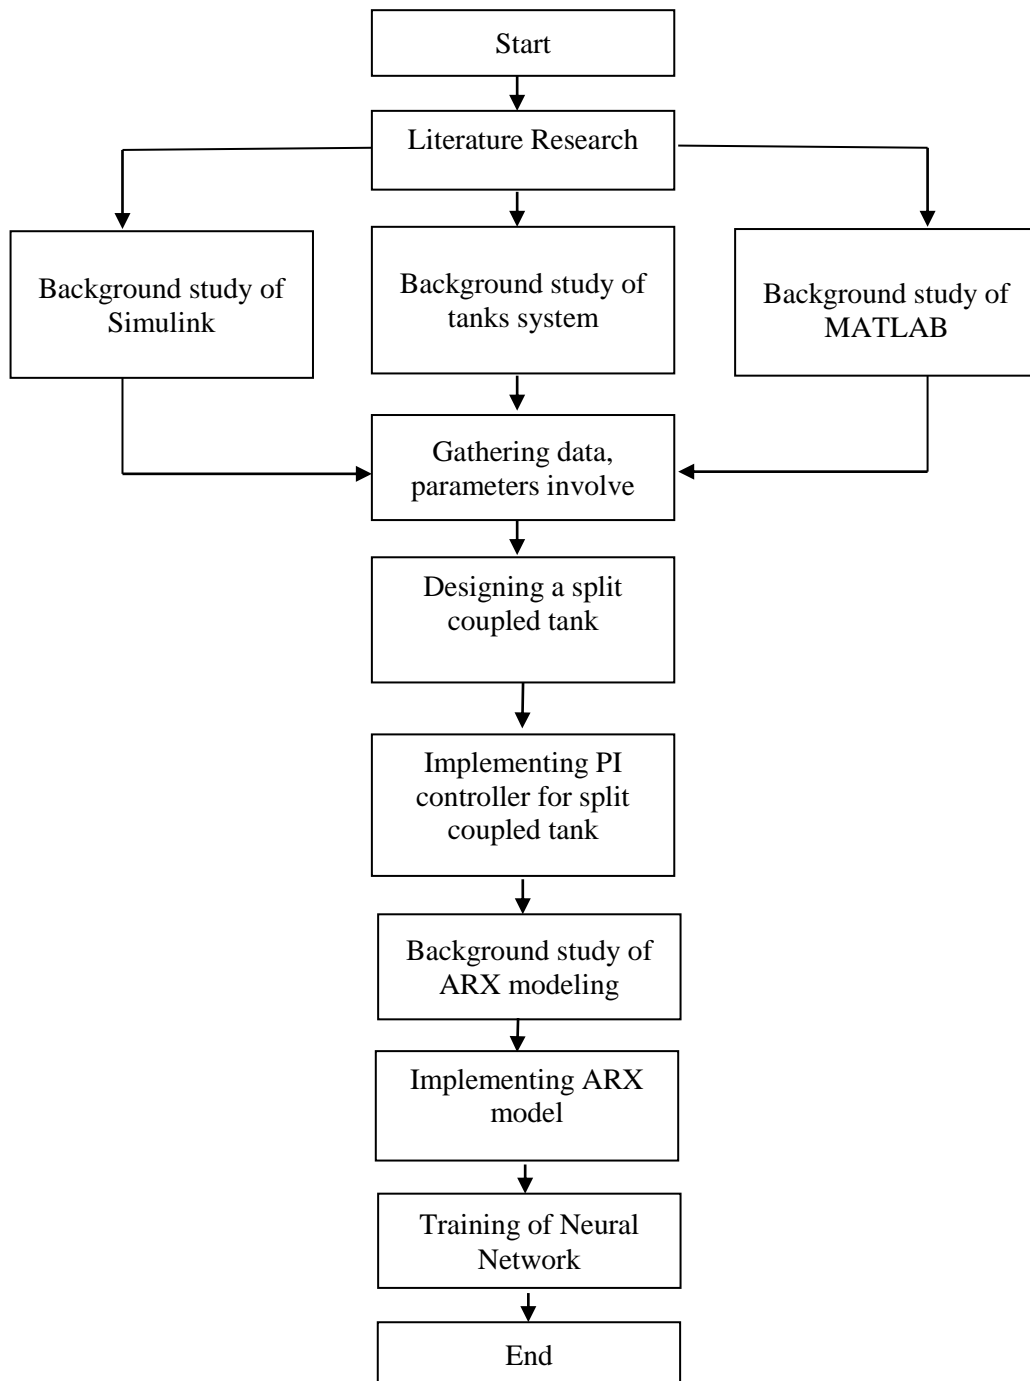 Start
Literature Research
Background study of
Simulink
Background study of
tanks system
Background study of
MATLAB
Gathering data,
parameters involve
Designing a split
coupled tank
Implementing PI
controller for split
coupled tank
Background study of
ARX modeling
Implementing ARX
model
Training of Neural
Network
End